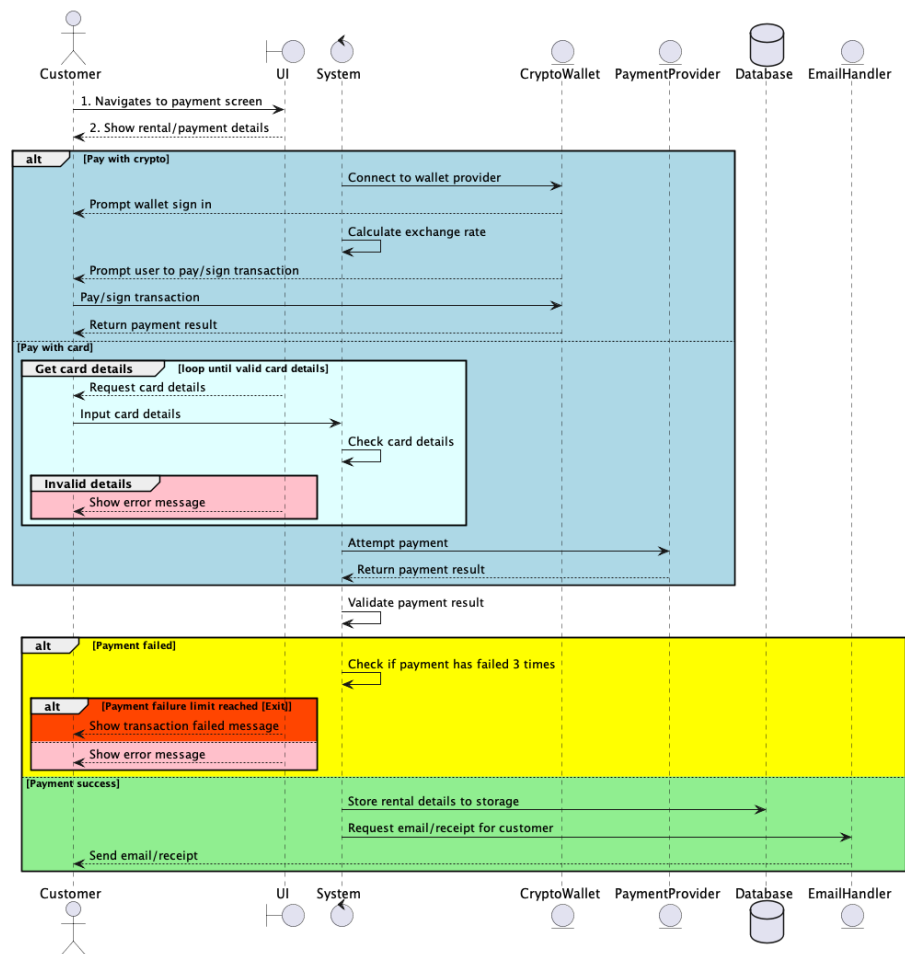 Customer UI System CryptoWallet PaymentProvider Database EmailHandler
1. Navigates to payment screen
2. Show rental/payment details
alt [Pay with crypto]
Connect to wallet provider
Prompt wallet sign in
Calculate exchange rate
Prompt user to pay/sign transaction
Pay/sign transaction
Return payment result
[Pay with card]
Get card details [loop until valid card details]
Request card details
Input card details
Check card details
Invalid details
Show error message
Attempt payment
Return payment result
Validate payment result
alt [Payment failed]
Check if payment has failed 3 times
alt [Payment failure limit reached [Exit]]
Show transaction failed message
Show error message
[Payment success]
Store rental details to storage
Request email/receipt for customer
Send email/receipt
Customer UI System CryptoWallet PaymentProvider Database EmailHandler